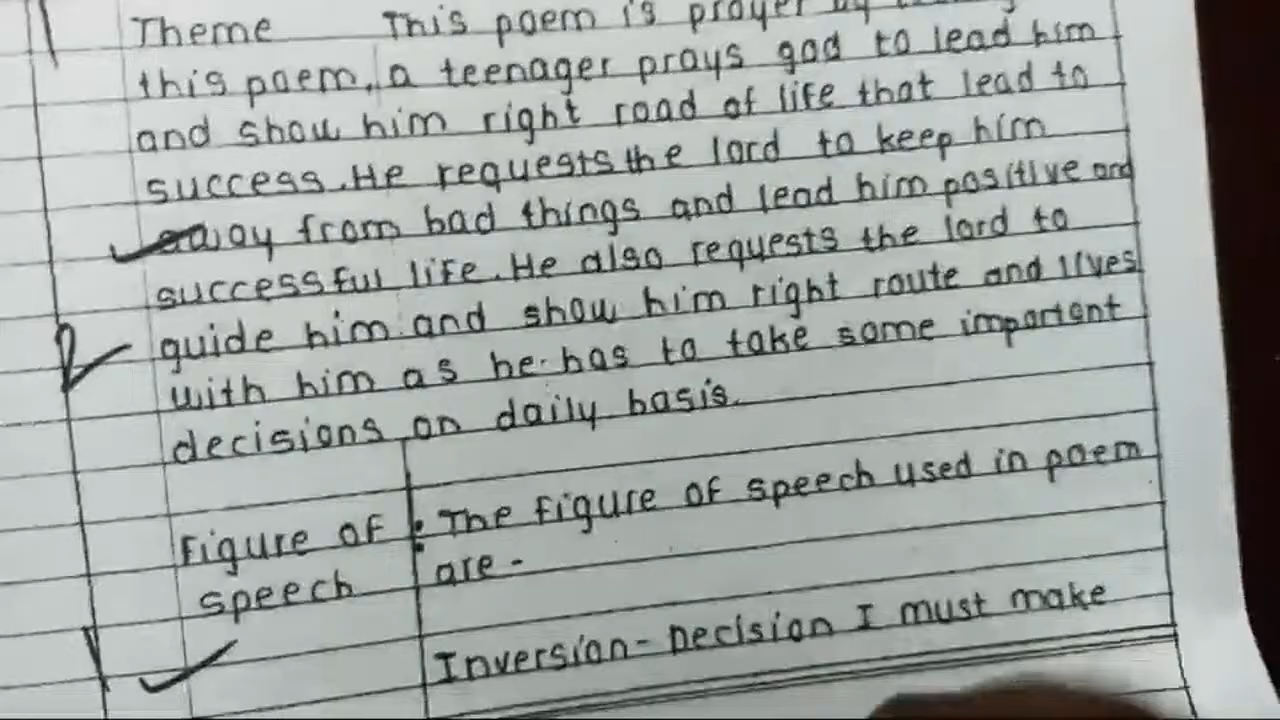 Theme This poem is prayer by
this poem, a teenager prays god to lead him
and show him right road of life that lead to
success. He requests the lord to keep him
away from bad things and lead him positive and
successful life. He also requests the lord to
guide him and show him right route and lives
with him as he has to take some important
decisions on daily basis.
Figure of : The Figure of speech used in poem
speech are -
Inversion - Decision I must make